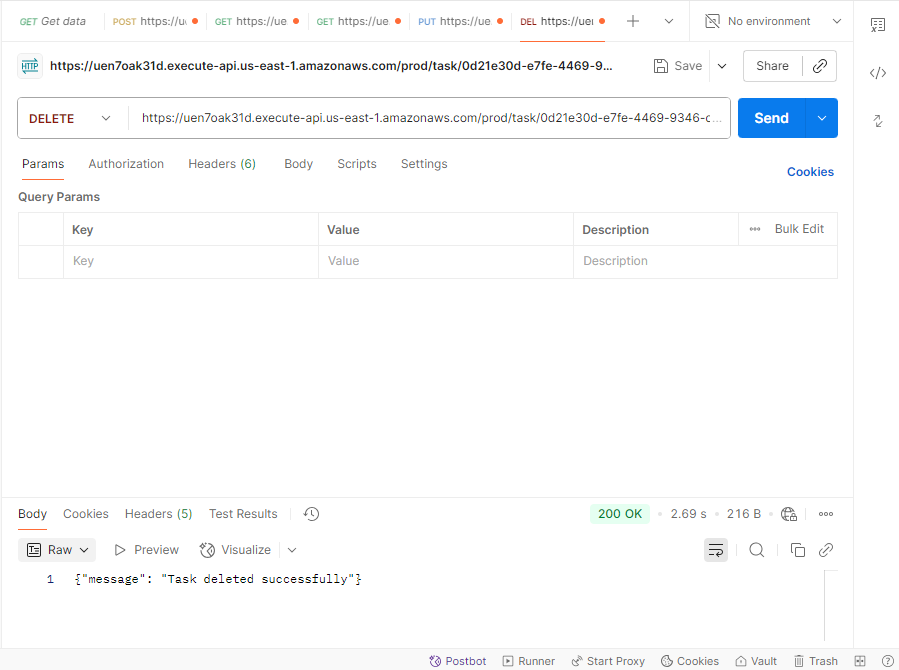 GET Get data POST https://u GET https://ue GET https://ue PUT https://ue DEL https://uei No environment
HTTP https://uen7oak31d.execute-api.us-east-1.amazonaws.com/prod/task/0d21e30d-e7fe-4469-9... Save Share
DELETE https://uen7oak31d.execute-api.us-east-1.amazonaws.com/prod/task/0d21e30d-e7fe-4469-9346-c... Send
Params Authorization Headers (6) Body Scripts Settings Cookies
Query Params
Key Value Description Bulk Edit
Key Value Description
Body Cookies Headers (5) Test Results 200 OK 2.69 s 216 B
Raw Preview Visualize
1 {"message": "Task deleted successfully"}
Postbot Runner Start Proxy Cookies Vault Trash